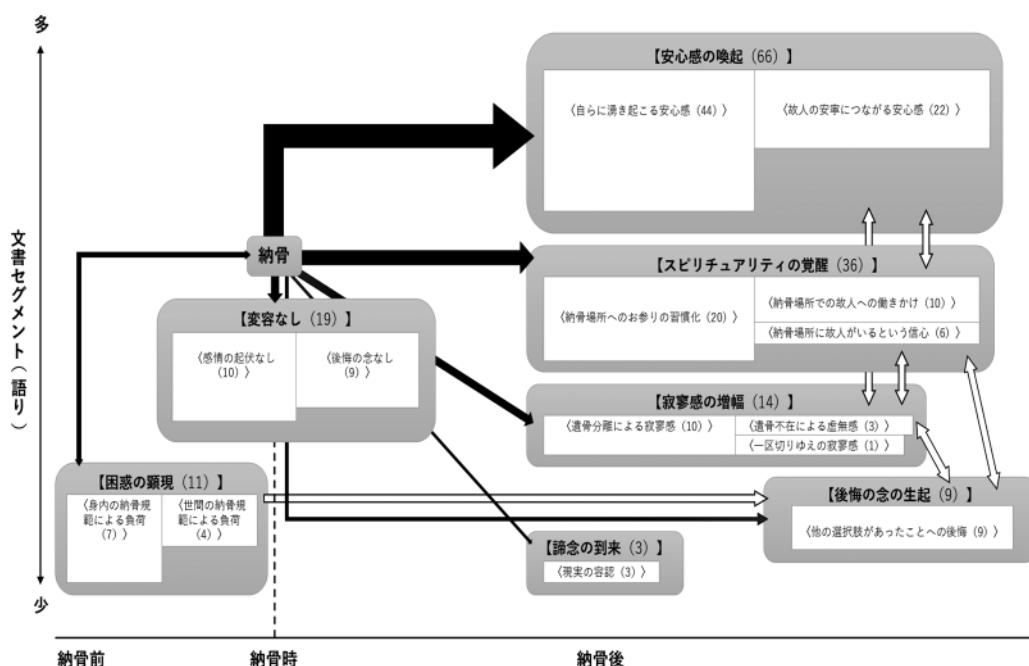 多
文書セグメント（語り）
少
【安心感の喚起（66）】
〈自らに湧き起こる安心感（44）〉
〈故人の安寧につながる安心感（22）〉
納骨
【スピリチュアリティの覚醒（36）】
〈納骨場所へのお参りの習慣化（20）〉
〈納骨場所での故人への働きかけ（10）〉
〈納骨場所に故人がいるという信心（6）〉
【変容なし（19）】
〈感情の起伏なし
（10）〉
〈後悔の念なし
（9）〉
【寂寥感の増幅（14）】
〈遺骨分離による寂寥感（10）〉
〈遺骨不在による虚無感（3）〉
〈一区切りゆえの寂寥感（1）〉
【困惑の顕現（11）】
〈身内の納骨規
範による負荷
（7）〉
〈世間の納骨規
範による負荷
（4）〉
【後悔の念の生起（9）】
〈他の選択肢があったことへの後悔（9）〉
【諦念の到来（3）】
〈現実の容認（3）〉
納骨前
納骨時
納骨後